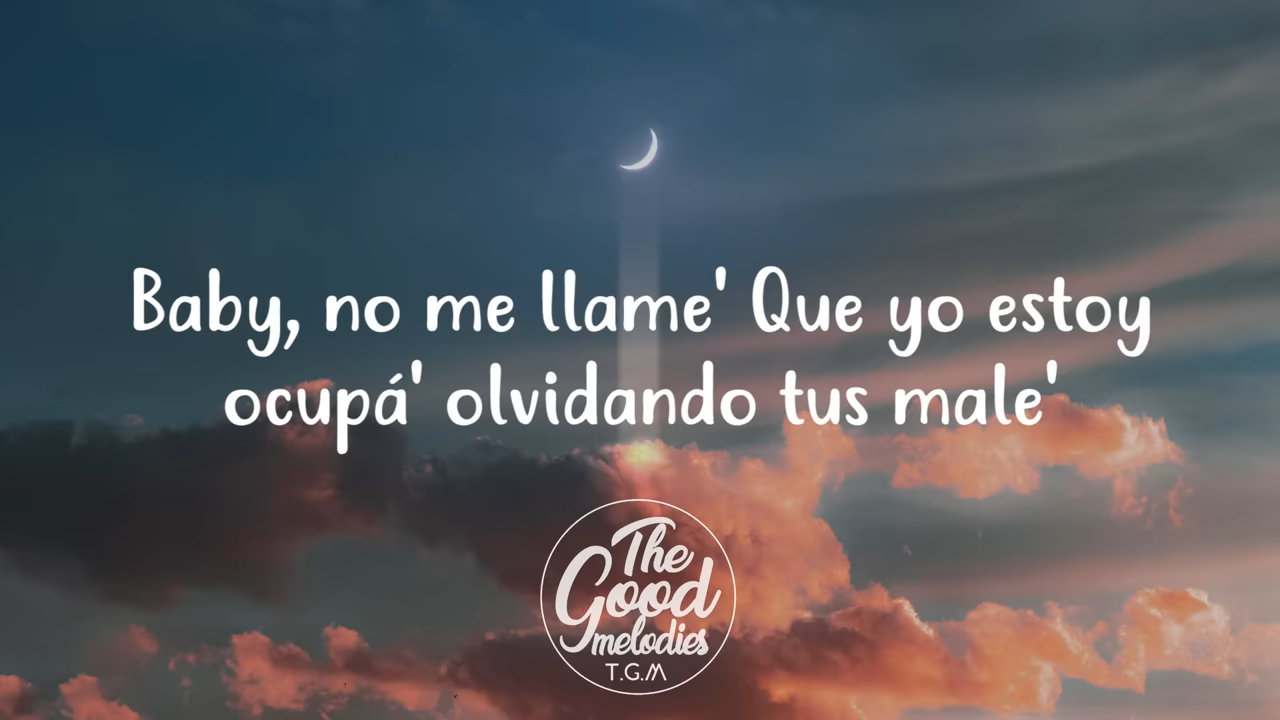 Baby, no me llame' Que yo estoy
ocupá' olvidando tus male'
The
Good
melodies
T.G.M